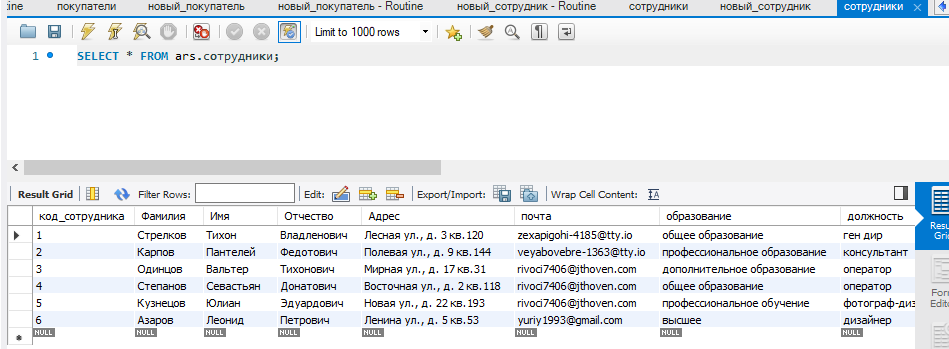 tine покупатели новый_покупатель новый_покупатель - Routine новый_сотрудник - Routine сотрудники новый_сотрудник сотрудники
Limit to 1000 rows
1 SELECT * FROM ars.сотрудники;
Result Grid Filter Rows: Edit: Export/Import: Wrap Cell Content:
код_сотрудника Фамилия Имя Отчество Адрес почта образование должность
1 Стрелков Тихон Владленович Лесная ул., д. 3 кв.120 zexapigohi-4185@tty.io общее образование ген дир
2 Карпов Пантелей Федотович Полевая ул., д. 9 кв.144 veyabovebre-1363@tty.io профессиональное образование консультант
3 Одинцов Вальтер Тихонович Мирная ул., д. 17 кв.31 rivoci7406@jthoven.com дополнительное образование оператор
4 Степанов Севастьян Донатович Восточная ул., д. 2 кв.118 rivoci7406@jthoven.com общее образование оператор
5 Кузнецов Юлиан Эдуардович Новая ул., д. 22 кв.193 rivoci7406@jthoven.com профессиональное обучение фотограф-диз
6 Азаров Леонид Петрович Ленина ул., д. 5 кв.53 yuriy1993@gmail.com высшее дизайнер
NULL NULL NULL NULL NULL NULL NULL NULL
Resu
Gri
Form
Edito